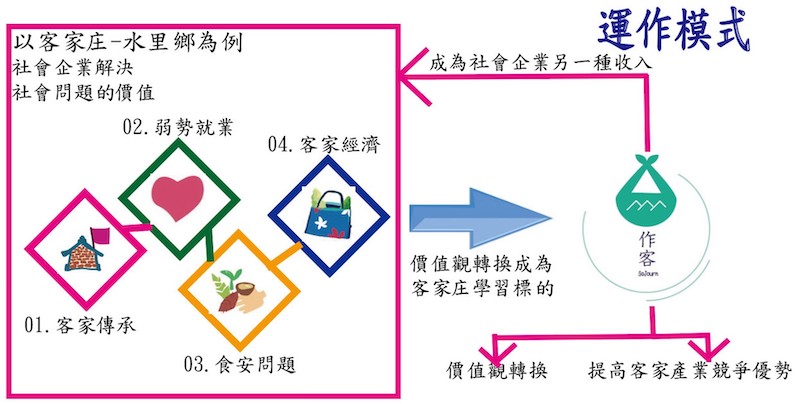 運作模式
以客家庄-水里鄉為例
社會企業解決
社會問題的價值
02.弱勢就業
04.客家經濟
01.客家傳承
03.食安問題
成為社會企業另一種收入
價值觀轉換成為
客家庄學習標的
作客
SoJourn
價值觀轉換
提高客家產業競爭優勢